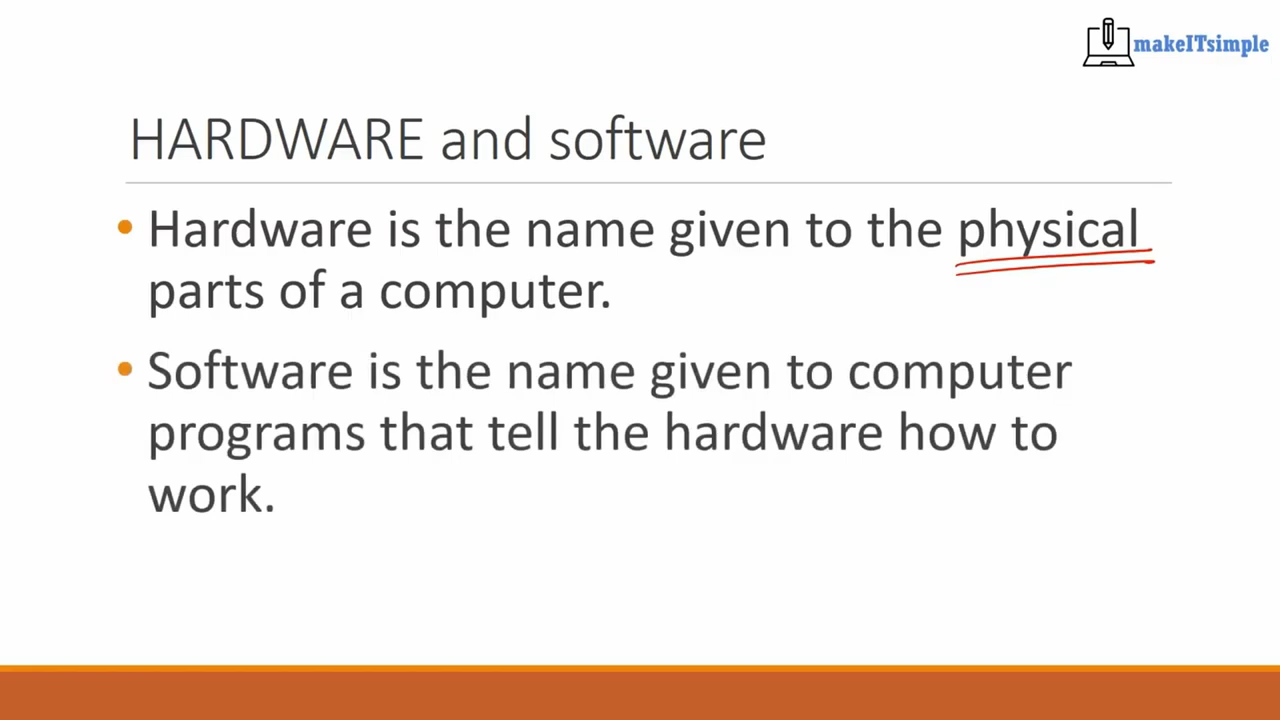 makeITsimple
HARDWARE and software
• Hardware is the name given to the physical
parts of a computer.
• Software is the name given to computer
programs that tell the hardware how to
work.